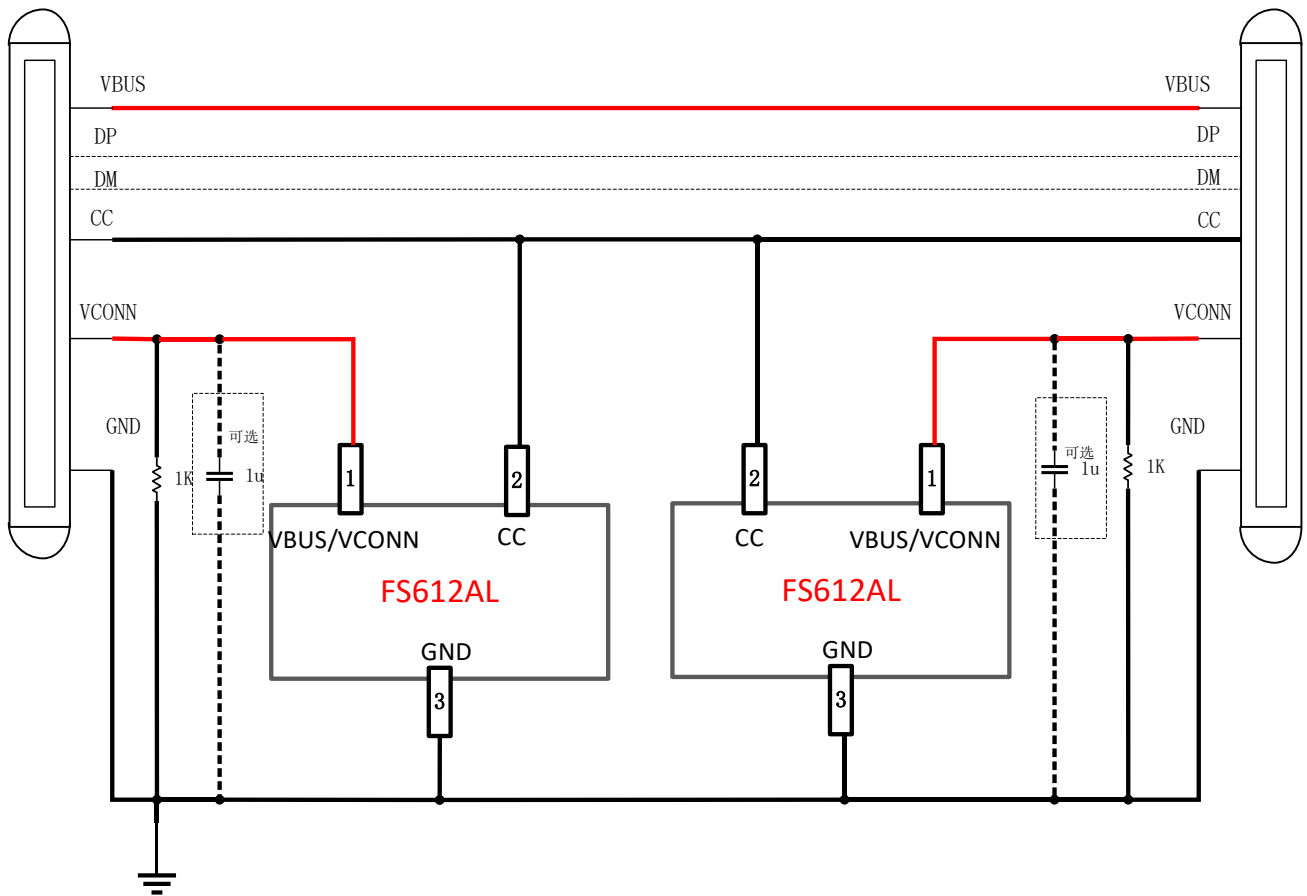 VBUS
VBUS
DP
DP
DM
DM
CC
CC
VCONN
VCONN
GND
GND
可选
可选
1K
1u
1u
1K
1
2
2
1
VBUS/VCONN
CC
CC
VBUS/VCONN
FS612AL
FS612AL
GND
GND
3
3